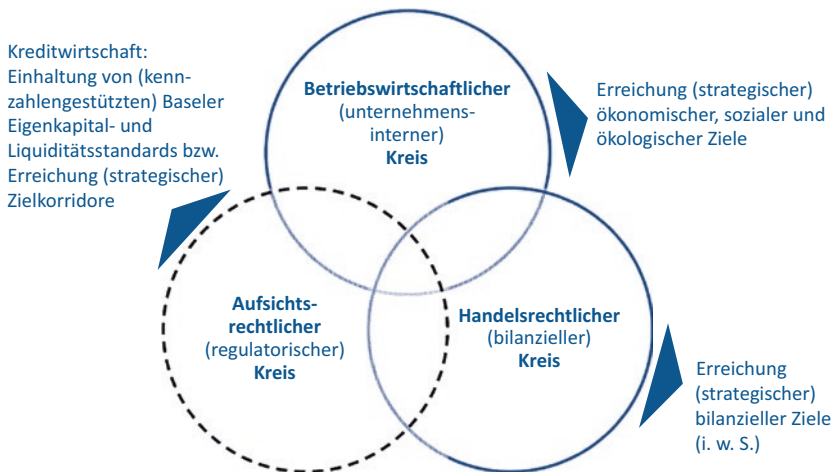 Kreditwirtschaft:
Einhaltung von (kenn-
zahlengestützten) Baseler
Eigenkapital- und
Liquiditätsstandards bzw.
Erreichung (strategischer)
Zielkorridore
Betriebswirtschaftlicher
(unternehmens-
interner)
Kreis
Erreichung (strategischer)
ökonomischer, sozialer und
ökologischer Ziele
Aufsichts-
rechtlicher
(regulatorischer)
Kreis
Handelsrechtlicher
(bilanzieller)
Kreis
Erreichung
(strategischer)
bilanzieller Ziele
(i. w. S.)